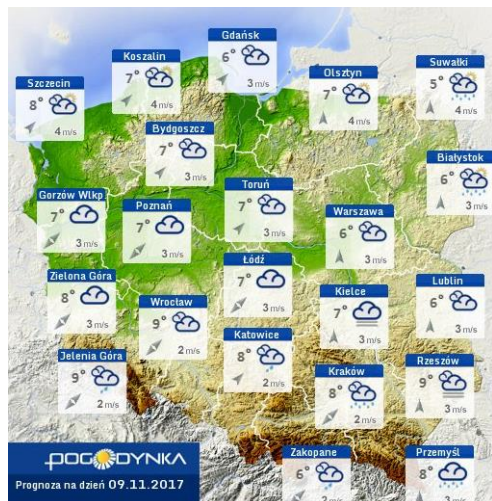 Gdańsk
6°
3 m/s
Koszalin
7°
4 m/s
Suwałki
5°
4 m/s
Olsztyn
7°
4 m/s
Szczecin
8°
4 m/s
Bydgoszcz
7°
3 m/s
Białystok
6°
3 m/s
Toruń
7°
3 m/s
Gorzów Wlkp
7°
3 m/s
Poznań
7°
3 m/s
Warszawa
6°
3 m/s
Łódź
7°
3 m/s
Zielona Góra
8°
3 m/s
Lublin
6°
3 m/s
Kielce
7°
3 m/s
Wrocław
9°
2 m/s
Katowice
8°
2 m/s
Jelenia Góra
9°
2 m/s
Rzeszów
9°
3 m/s
Kraków
8°
2 m/s
Zakopane
6°
2 m/s
Przemyśl
8°
POGODYNKA
Prognoza na dzień 09.11.2017